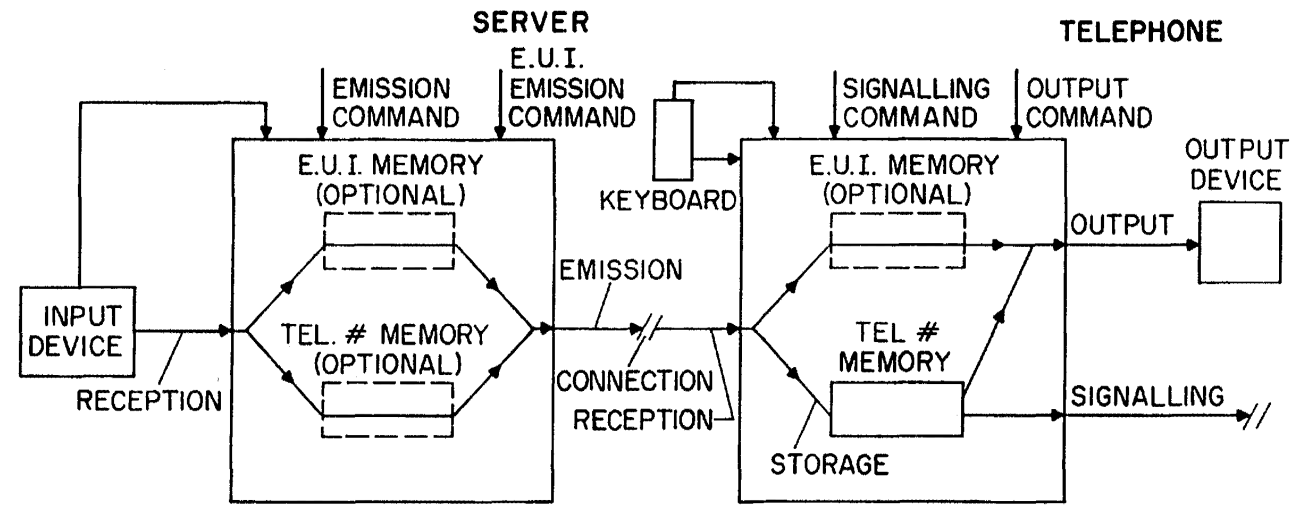 SERVER
TELEPHONE
E.U.I.
EMISSION
COMMAND
EMISSION
COMMAND
SIGNALLING
COMMAND
OUTPUT
COMMAND
E.U.I. MEMORY
(OPTIONAL)
KEYBOARD
E.U.I. MEMORY
(OPTIONAL)
OUTPUT
DEVICE
OUTPUT
EMISSION
INPUT
DEVICE
RECEPTION
TEL. # MEMORY
(OPTIONAL)
CONNECTION
RECEPTION
TEL #
MEMORY
STORAGE
SIGNALLING